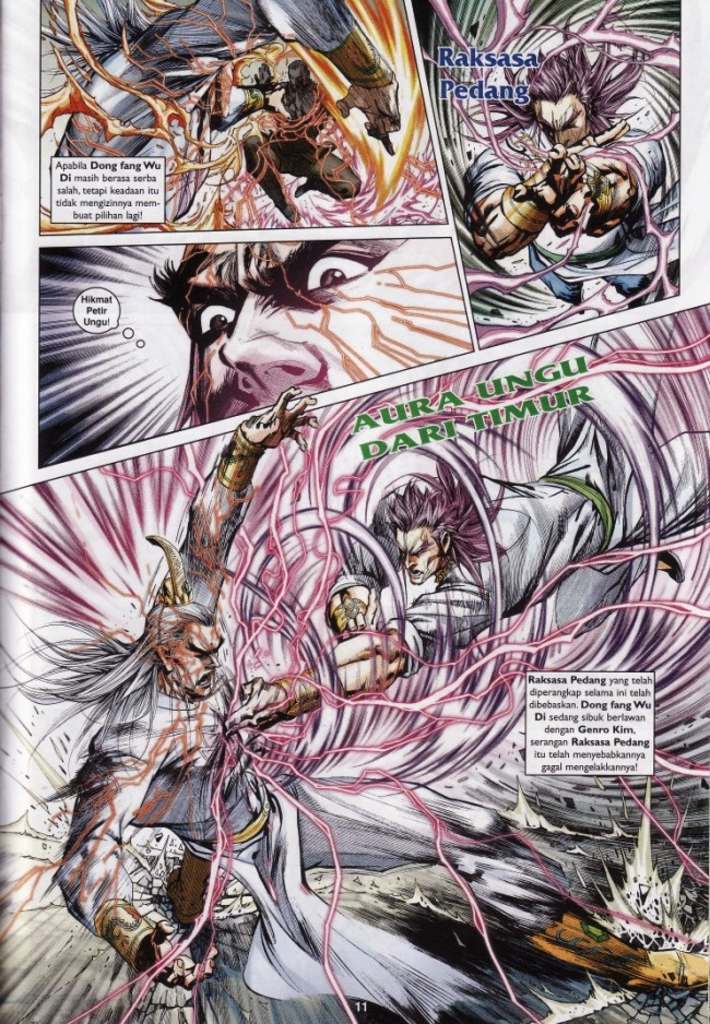 Apabila Dong fang Wu
Di masih berasa serba
salah, tetapi keadaan itu
tidak mengizinnya mem-
buat pilihan lagi!
Raksasa
Pedang
Hikmat
Petir
Ungu!
AURA UNGU
DARI TIMUR
Raksasa Pedang yang telah
diperangkap selama ini telah
dibebaskan. Dong fang Wu
Di sedang sibuk berlawan
dengan Genro Kim,
serangan Raksasa Pedang
itu telah menyebabkannya
gagal mengelakkannya!
11